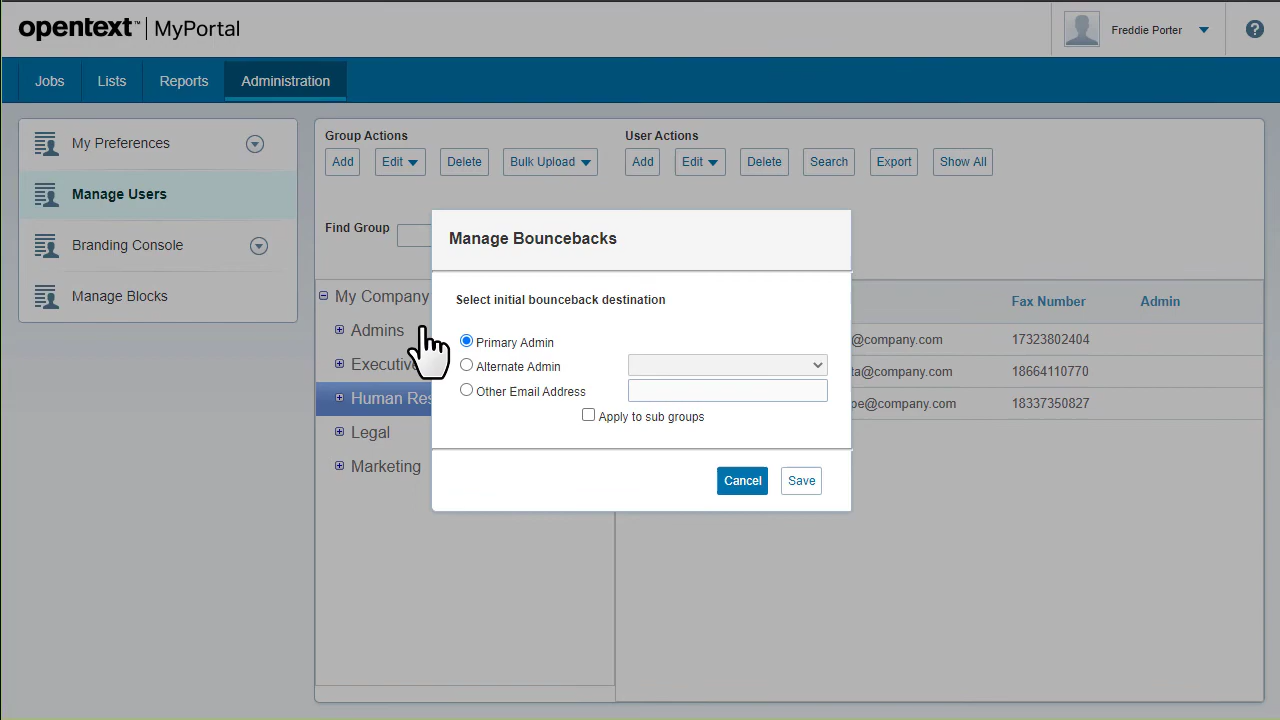 opentext™ | MyPortal
Freddie Porter
Jobs Lists Reports Administration
My Preferences
Manage Users
Branding Console
Manage Blocks
Group Actions User Actions
Add Edit Delete Bulk Upload Add Edit Delete Search Export Show All
Find Group
My Company
Admins
Executive
Human Res
Legal
Marketing
Fax Number Admin
@company.com 17323802404
ta@company.com 18664110770
pe@company.com 18337350827
Manage Bouncebacks
Select initial bounceback destination
Primary Admin
Alternate Admin
Other Email Address
Apply to sub groups
Cancel Save